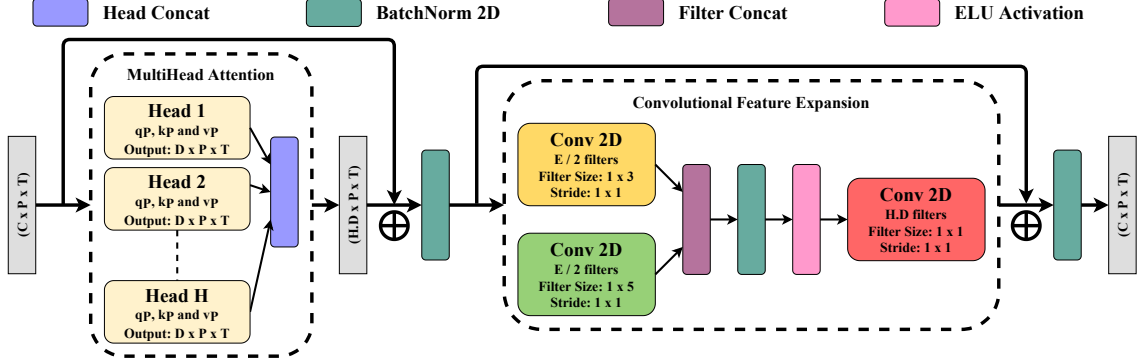 Head Concat
BatchNorm 2D
Filter Concat
ELU Activation
(C x P x T)
MultiHead Attention
Head 1
qP, kP and vP
Output: D x P x T
Head 2
qP, kP and vP
Output: D x P x T
Head H
qP, kP and vP
Output: D x P x T
(H.D x P x T)
Convolutional Feature Expansion
Conv 2D
E / 2 filters
Filter Size: 1 x 3
Stride: 1 x 1
Conv 2D
E / 2 filters
Filter Size: 1 x 5
Stride: 1 x 1
Conv 2D
H.D filters
Filter Size: 1 x 1
Stride: 1 x 1
(C x P x T)